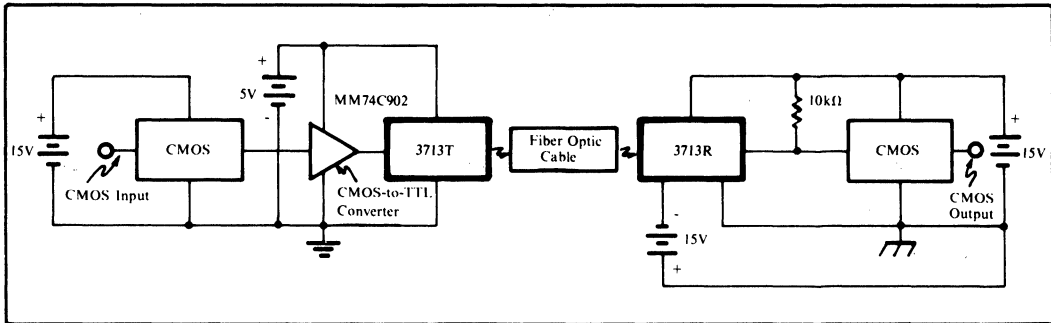 +
15V
CMOS Input
CMOS
+
5V
-
MM74C902
CMOS-to-TTL
Converter
3713T
Fiber Optic
Cable
3713R
-
15V
+
10kΩ
CMOS
CMOS
Output
+
15V